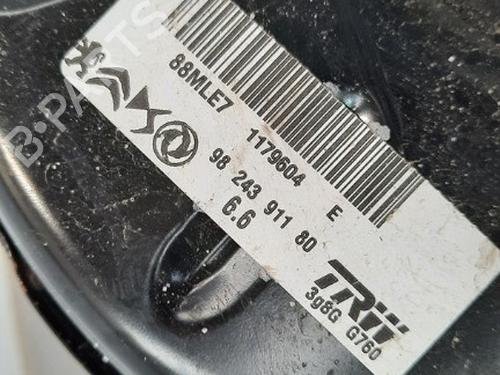 88MLE7 1179604 E
98 243 911 80
6.6
TRW
3g8G G760
B-PARTS